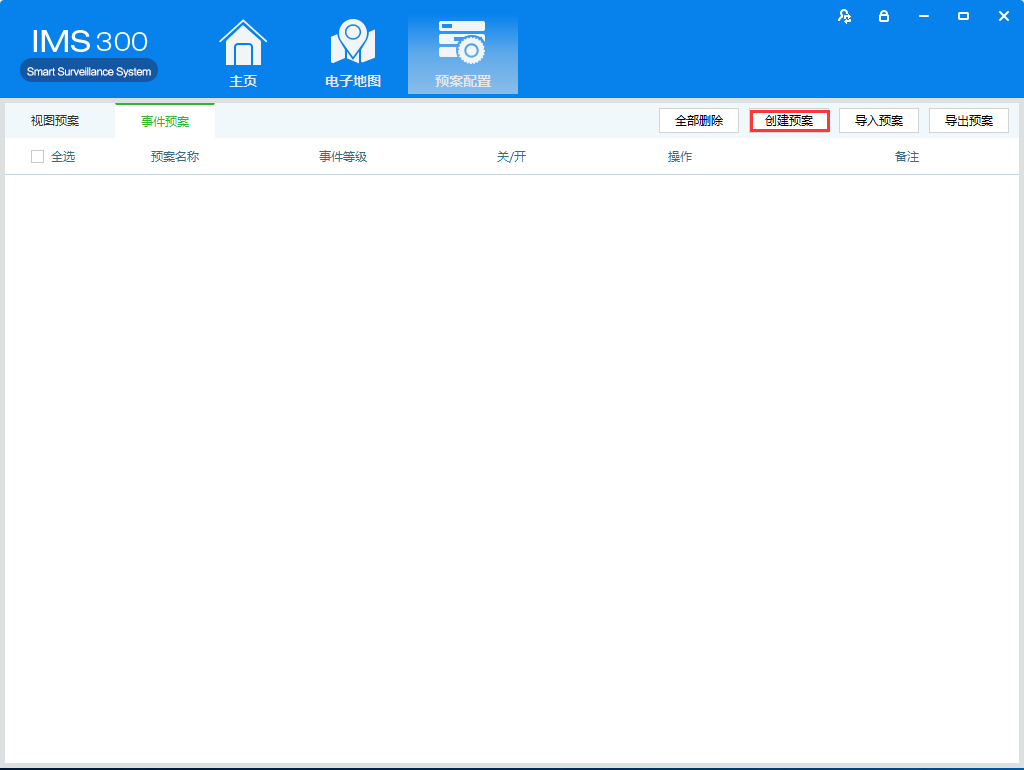 IMS 300
Smart Surveillance System
主页
电子地图
预案配置
视图预案
事件预案
全部删除
创建预案
导入预案
导出预案
全选
预案名称
事件等级
关/开
操作
备注